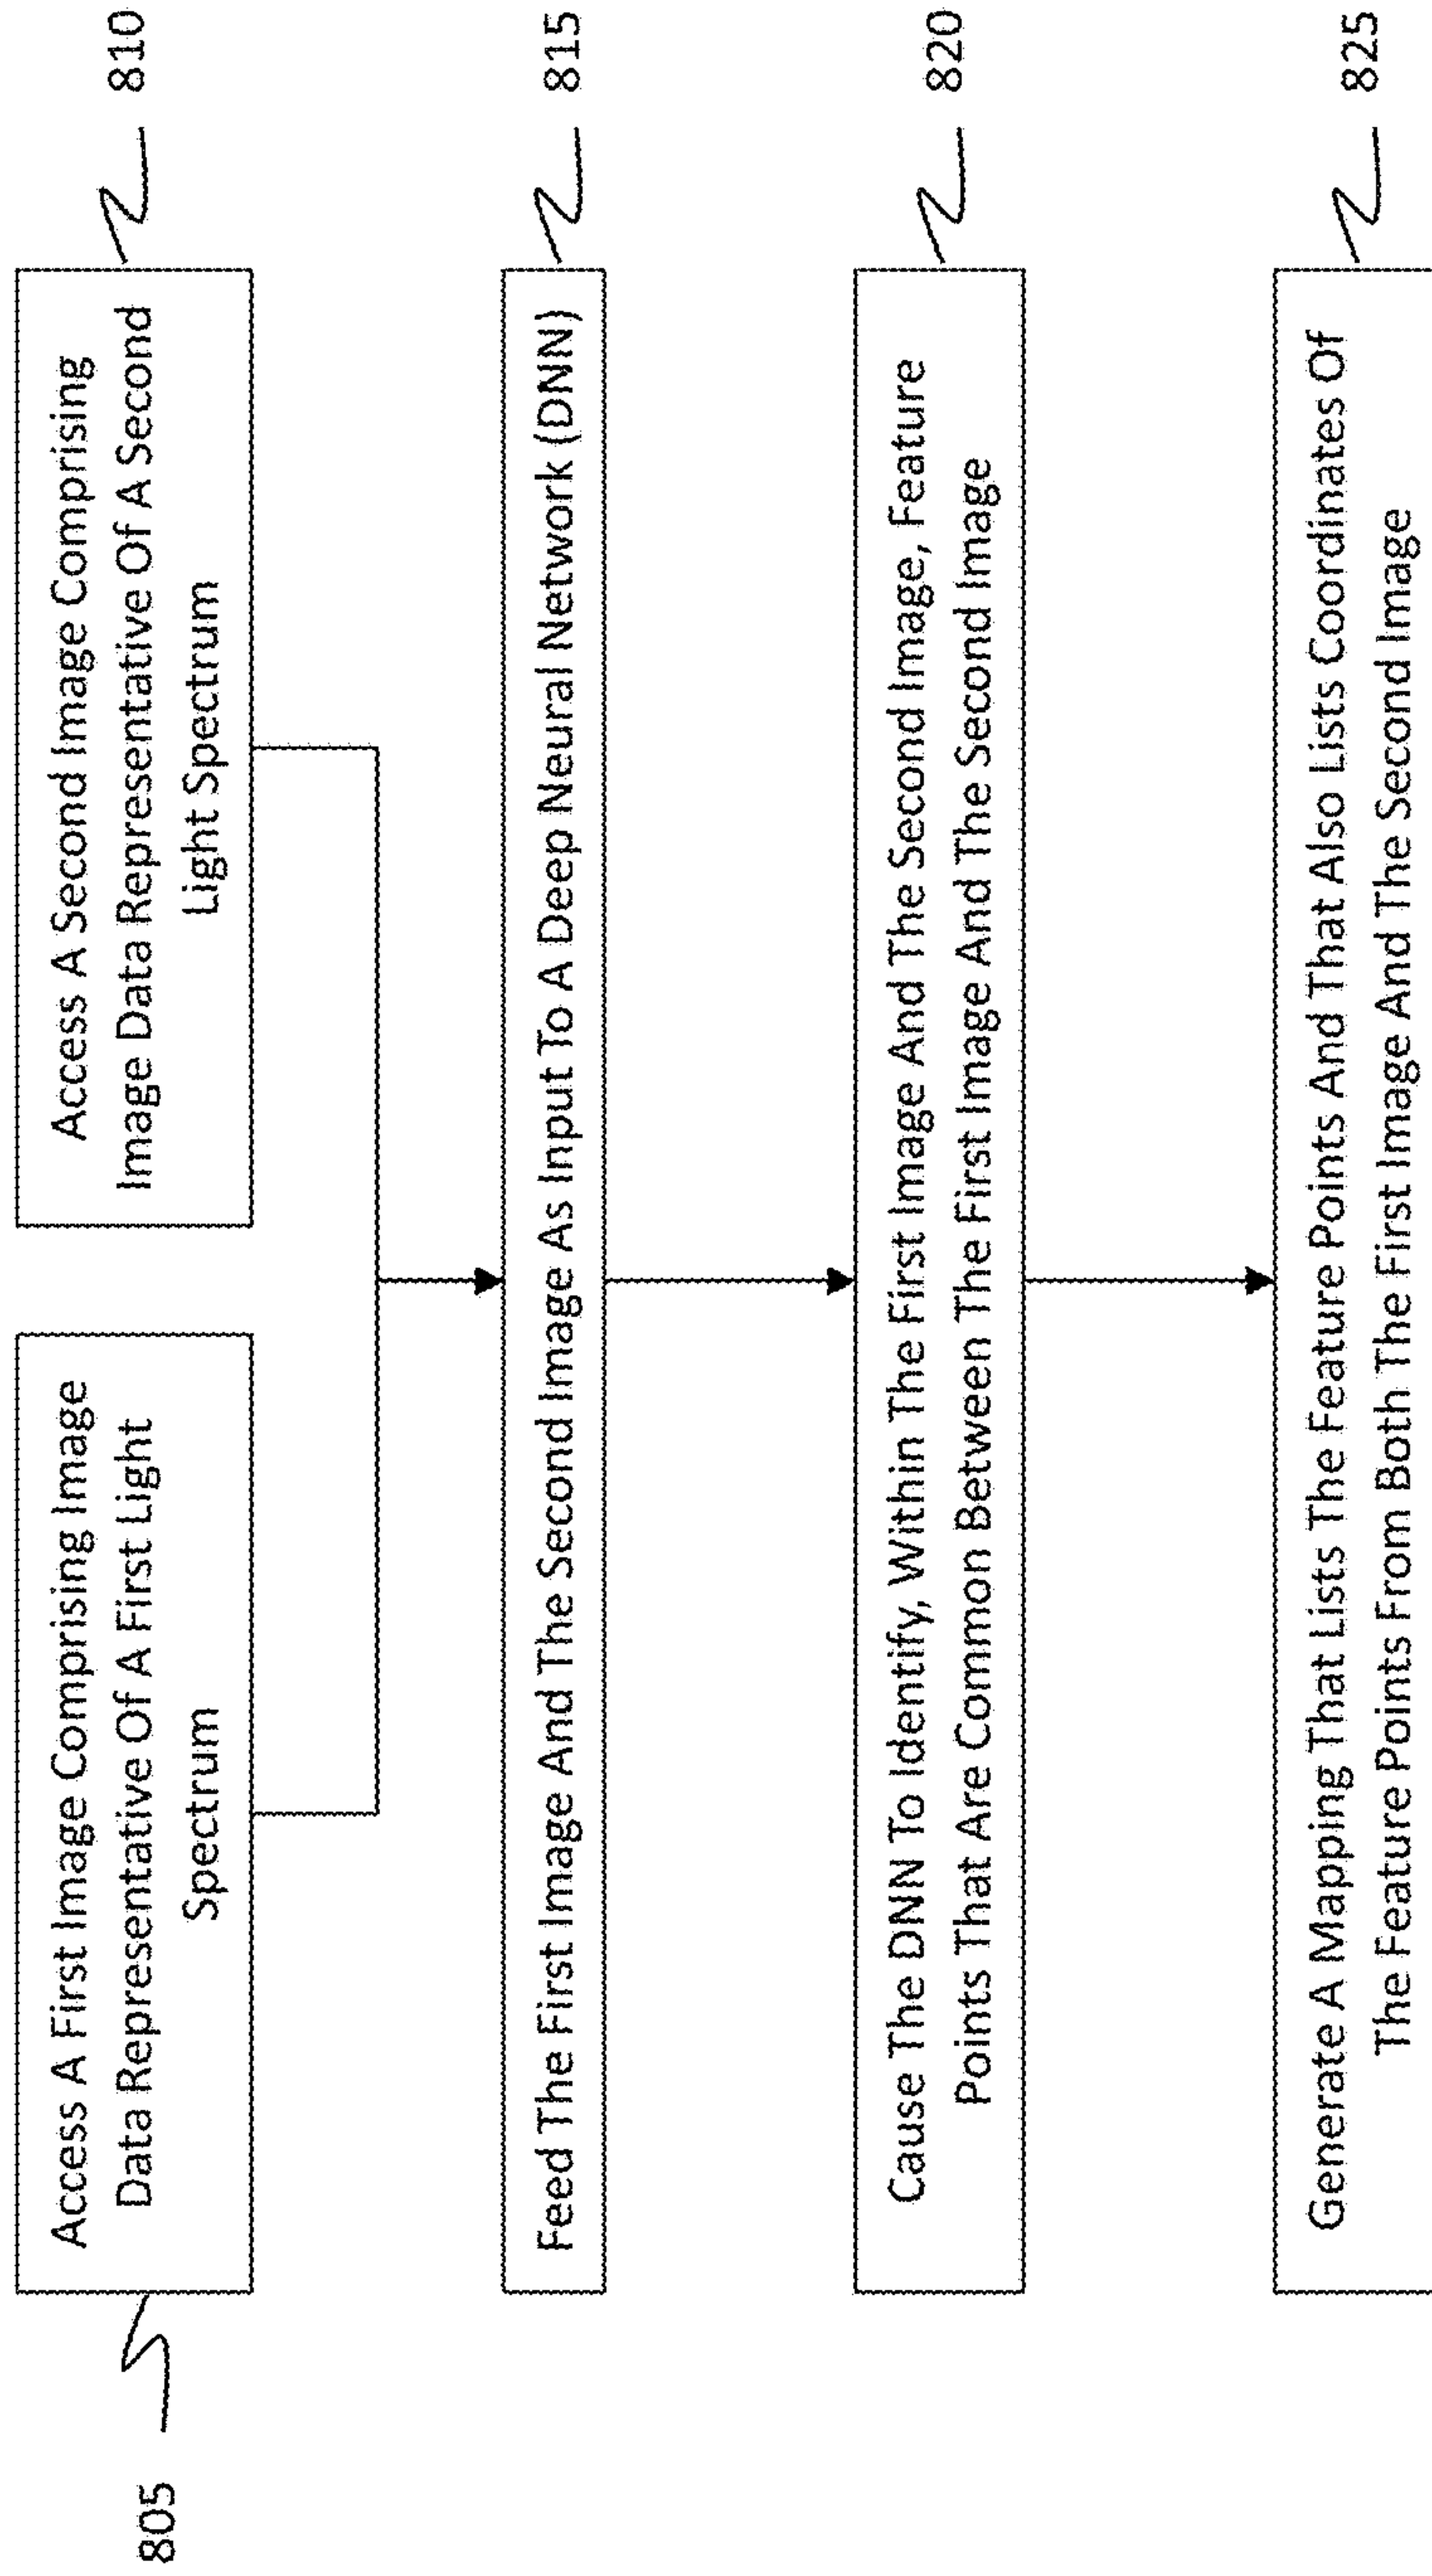 805
Access A First Image Comprising Image
Data Representative Of A First Light
Spectrum
Access A Second Image Comprising
Image Data Representative Of A Second
Light Spectrum
810
Feed The First Image And The Second Image As Input To A Deep Neural Network (DNN)
815
Cause The DNN To Identify, Within The First Image And The Second Image, Feature
Points That Are Common Between The First Image And The Second Image
820
Generate A Mapping That Lists The Feature Points And That Also Lists Coordinates Of
The Feature Points From Both The First Image And The Second Image
825